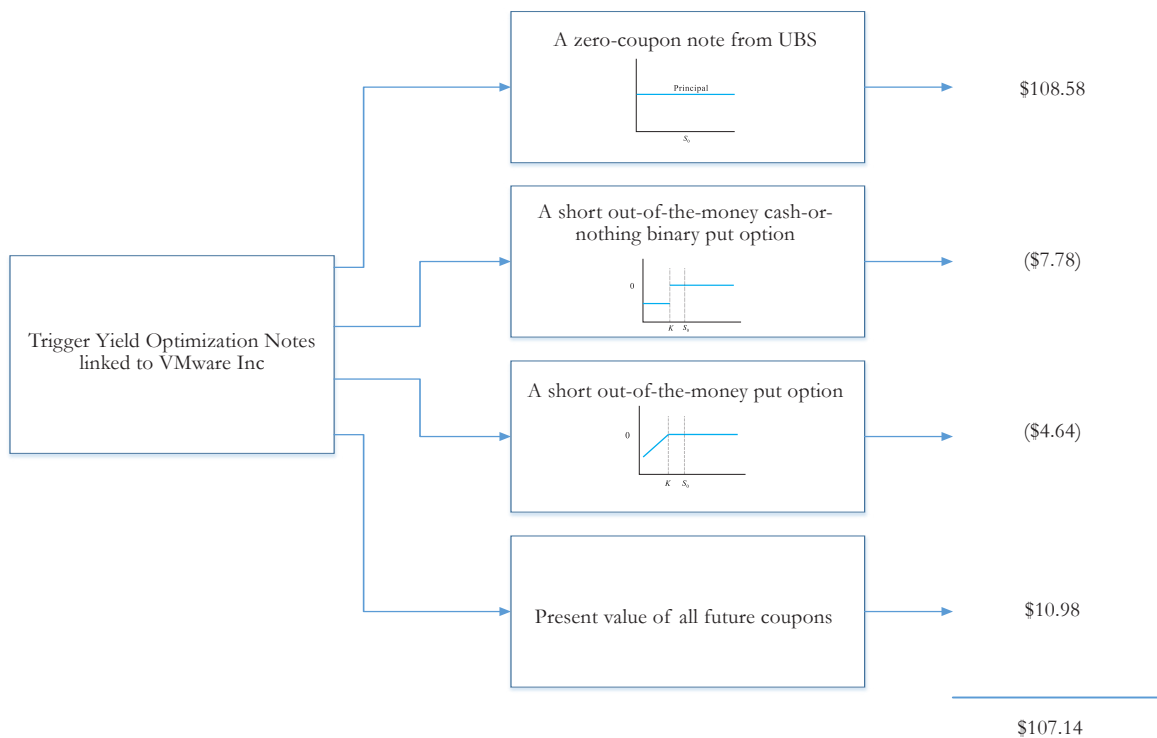 A zero-coupon note from UBS
Principal
S₀
$108.58
A short out-of-the-money cash-or-
nothing binary put option
0
K S₀
($7.78)
Trigger Yield Optimization Notes
linked to VMware Inc
A short out-of-the-money put option
0
K S₀
($4.64)
Present value of all future coupons
$10.98
$107.14